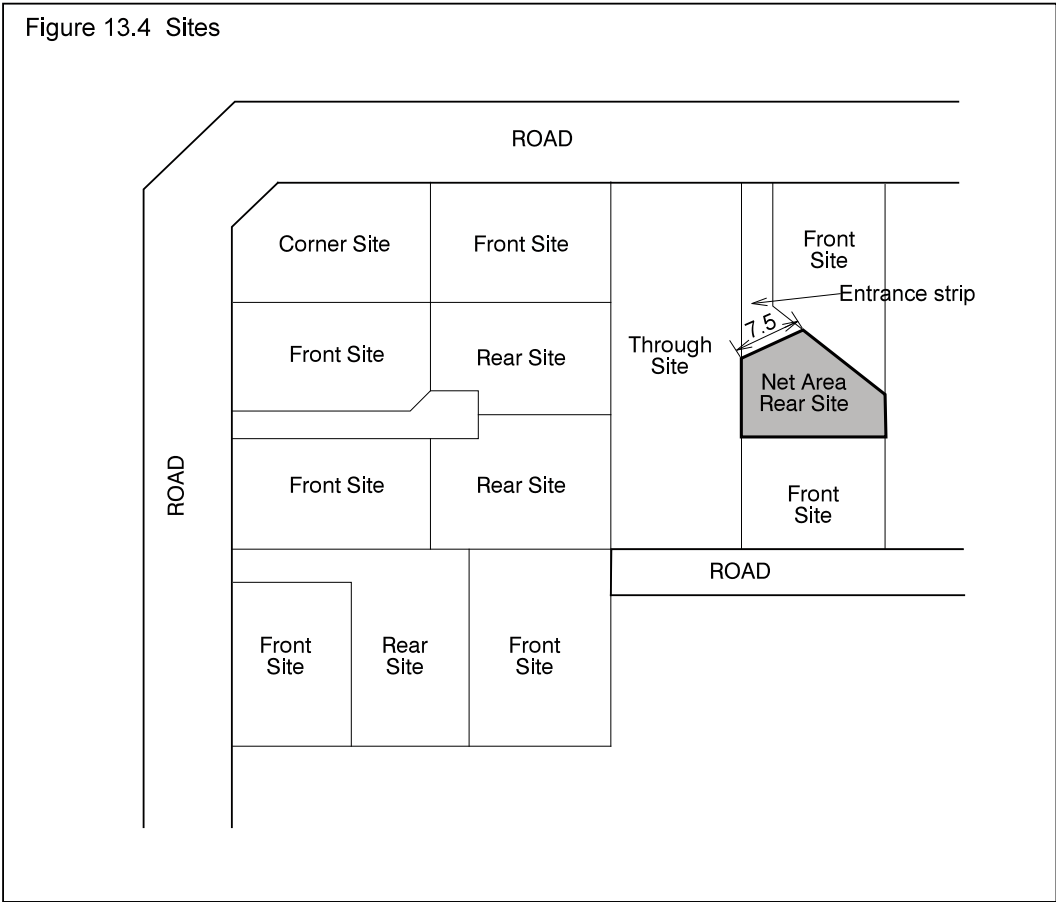 Figure 13.4 Sites
ROAD
Corner Site
Front Site
Front
Site
Entrance strip
7.5
Front Site
Rear Site
Through
Site
Net Area
Rear Site
ROAD
Front Site
Rear Site
Front
Site
ROAD
Front
Site
Rear
Site
Front
Site